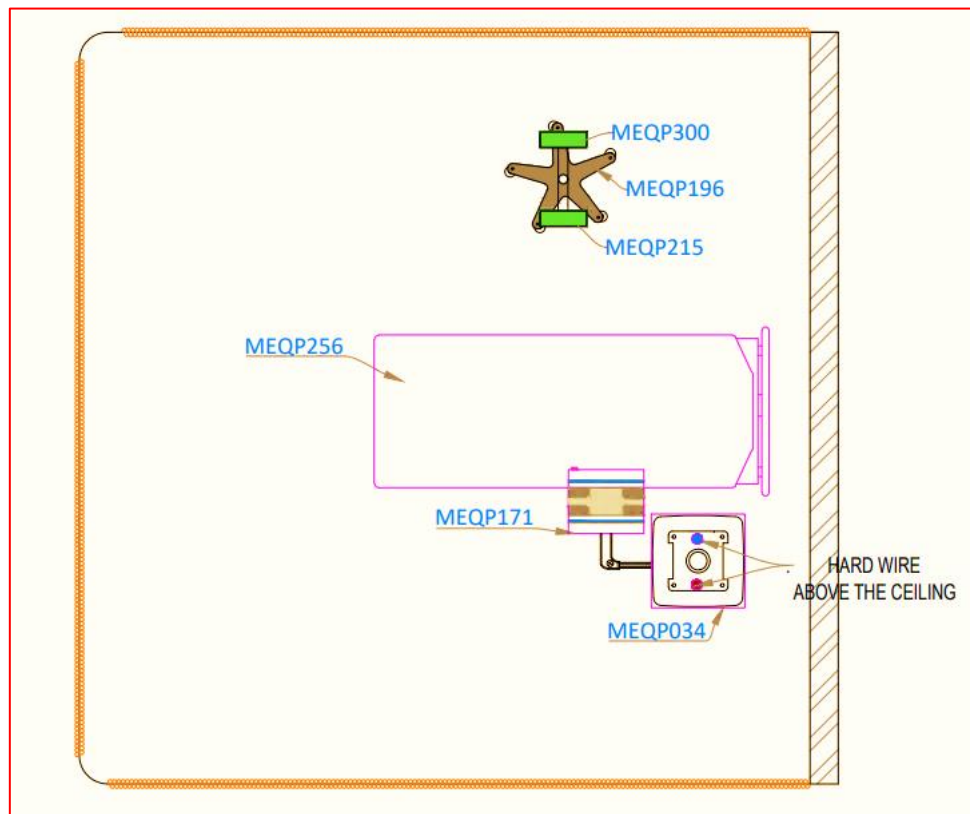 MEQP300
MEQP196
MEQP215
MEQP256
MEQP171
HARD WIRE
ABOVE THE CEILING
MEQP034